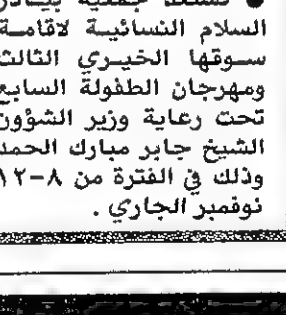 ● تستعد جمعية بيادر
السلام النسائية لاقامة
سوقها الخيري الثالث
ومهرجان الطفولة السابع
تحت رعاية وزير الشؤون
الشيخ جابر مبارك الحمد
وذلك في الفترة من ٨-١٢
نوفمبر الجاري .